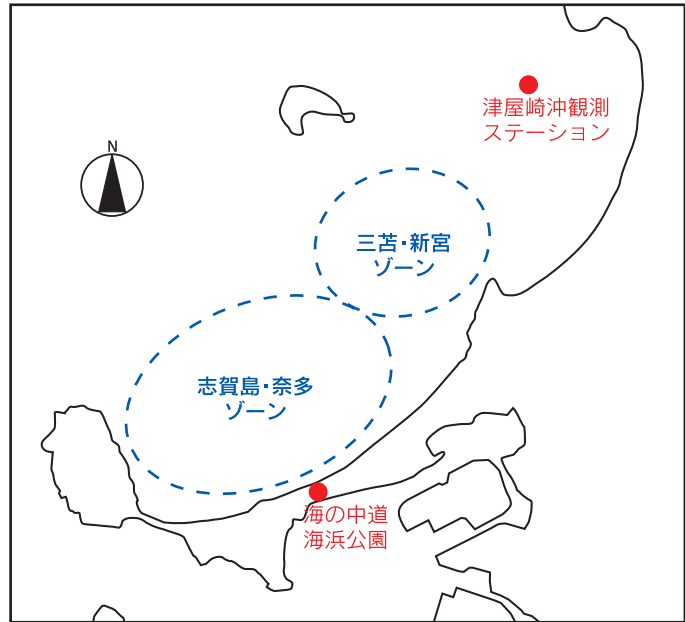 津屋崎沖観測
ステーション
N
三苫・新宮
ゾーン
志賀島・奈多
ゾーン
海の中道
海浜公園